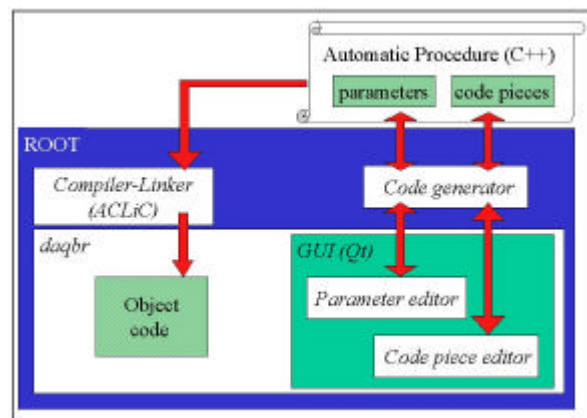 Automatic Procedure (C++)
parameters
code pieces
ROOT
Compiler-Linker
(ACLiC)
Code generator
daqbr
GUI (Qt)
Object
code
Parameter editor
Code piece editor